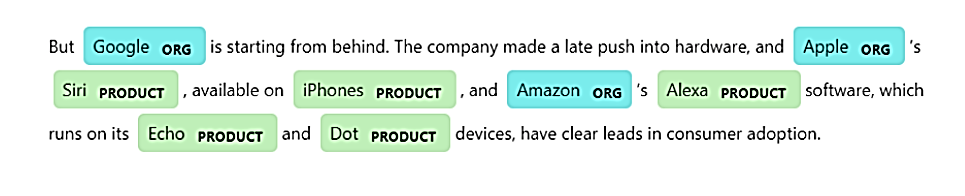 But Google ORG is starting from behind. The company made a late push into hardware, and Apple ORG 's
Siri PRODUCT , available on iPhones PRODUCT , and Amazon ORG 's Alexa PRODUCT software, which
runs on its Echo PRODUCT and Dot PRODUCT devices, have clear leads in consumer adoption.